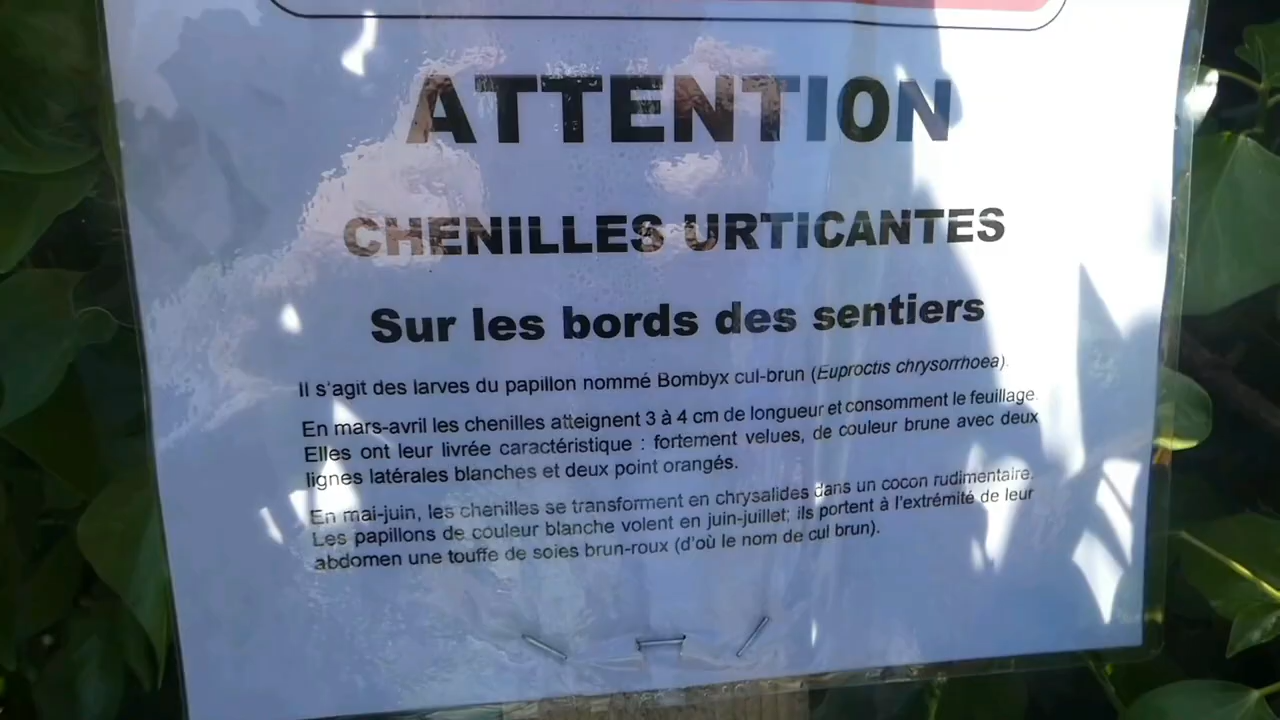 ATTENTION
CHENILLES URTICANTES
Sur les bords des sentiers
Il s'agit des larves du papillon nommé Bombyx cul-brun (Euproctis chrysorrhoea).
En mars-avril les chenilles atteignent 3 à 4 cm de longueur et consomment le feuillage.
Elles ont leur livrée caractéristique : fortement velues, de couleur brune avec deux
lignes latérales blanches et deux point orangés.
En mai-juin, les chenilles se transforment en chrysalides dans un cocon rudimentaire.
Les papillons de couleur blanche volent en juin-juillet; ils portent à l'extrémité de leur
abdomen une touffe de soies brun-roux (d'où le nom de cul brun).